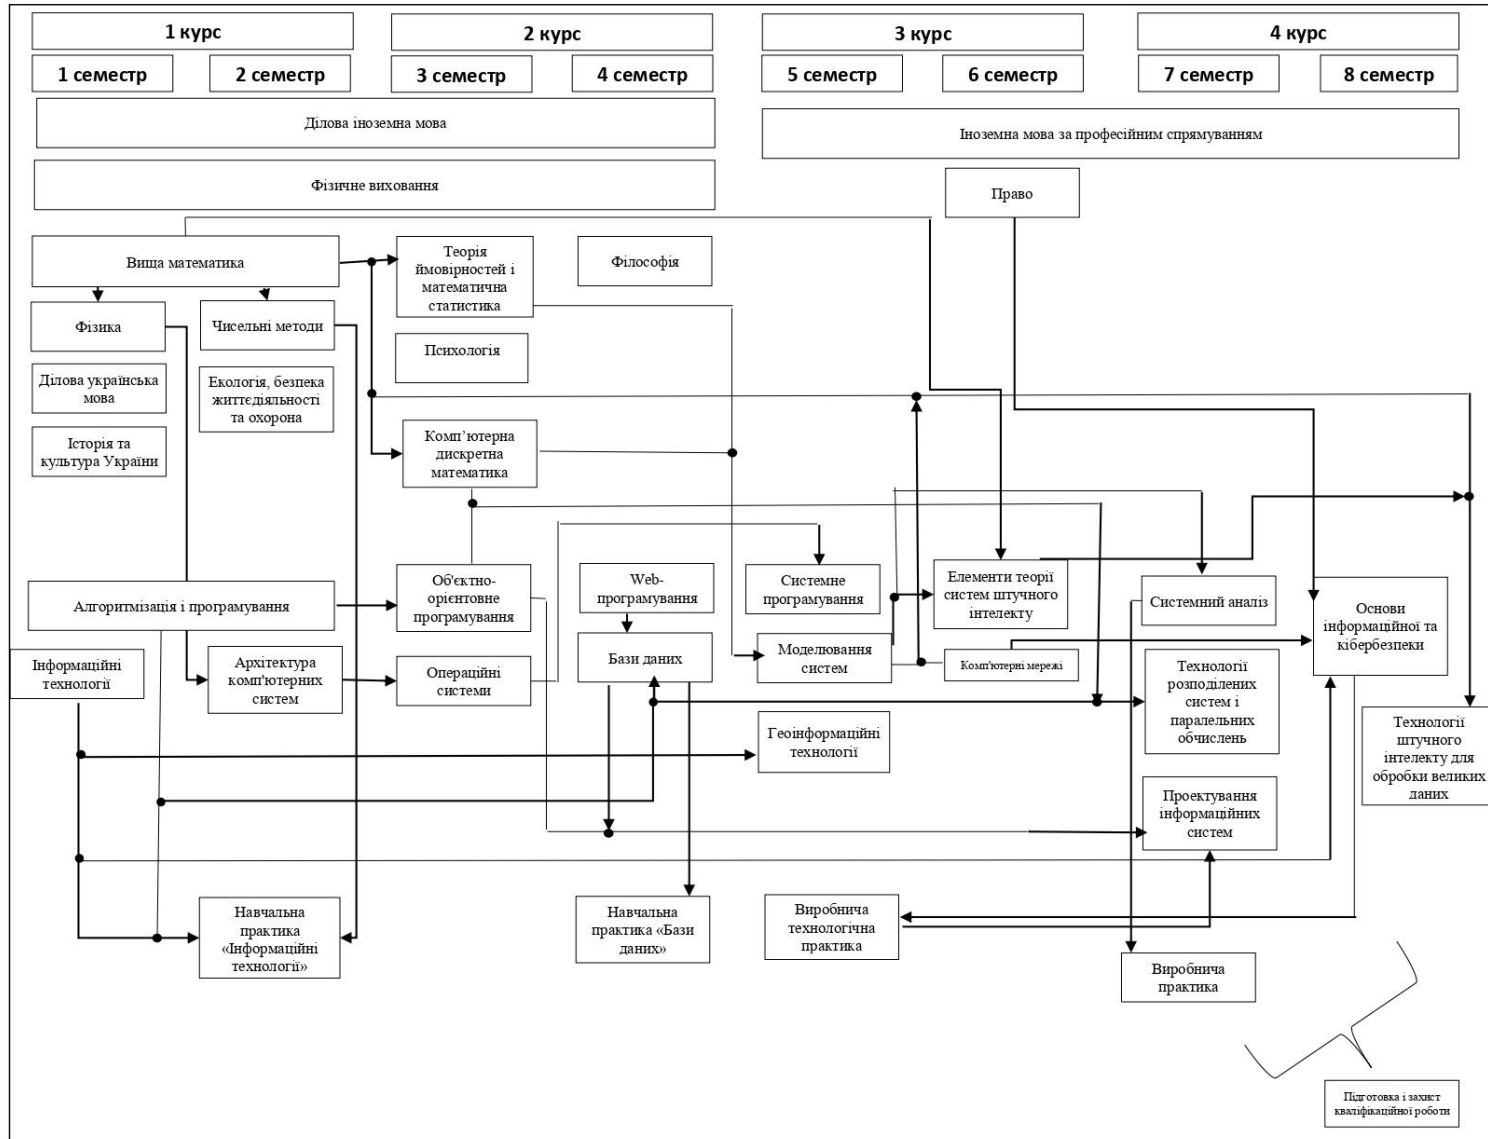 1 курс
2 курс
3 курс
4 курс
1 семестр
2 семестр
3 семестр
4 семестр
5 семестр
6 семестр
7 семестр
8 семестр
Ділова іноземна мова
Іноземна мова за професійним спрямуванням
Фізичне виховання
Право
Вища математика
Теорія
ймовірностей і
математична
статистика
Філософія
Фізика
Чисельні методи
Психологія
Ділова українська
мова
Екологія, безпека
життєдіяльності
та охорона
Історія та
культура України
Комп’ютерна
дискретна
математика
Алгоритмізація і програмування
Об'єктно-
орієнтовне
програмування
Web-
програмування
Системне
програмування
Елементи теорії
систем штучного
інтелекту
Системний аналіз
Основи
інформаційної та
кібербезпеки
Інформаційні
технології
Архітектура
комп'ютерних
систем
Операційні
системи
Бази даних
Моделювання
систем
Комп'ютерні мережі
Технології
розподілених
систем і
паралельних
обчислень
Геоінформаційні
технології
Технології
штучного
інтелекту для
обробки великих
даних
Проектування
інформаційних
систем
Навчальна
практика
«Інформаційні
технології»
Навчальна
практика «Бази
даних»
Виробнича
технологічна
практика
Виробнича
практика
Підготовка і захист
кваліфікаційної роботи